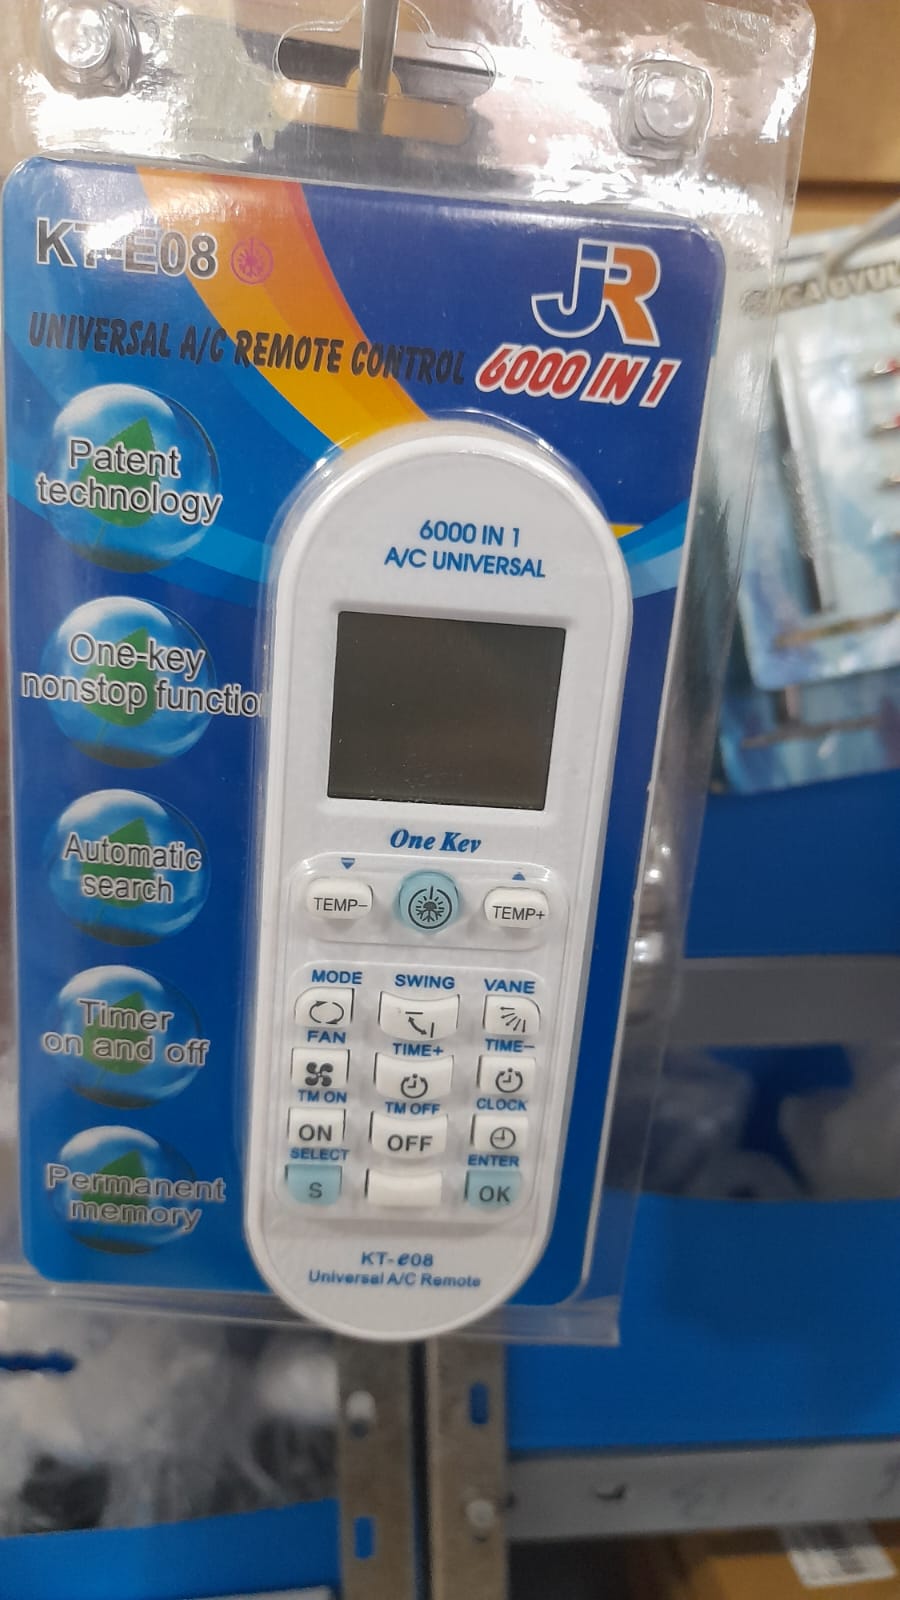 KT-E08
JR
UNIVERSAL A/C REMOTE CONTROL 6000 IN 1
Patent
technology
One-key
nonstop function
Automatic
search
Timer
on and off
Permanent
memory
6000 IN 1
A/C UNIVERSAL
One Key
TEMP-
TEMP+
MODE SWING VANE
FAN TIME+ TIME-
TM ON TM OFF CLOCK
ON OFF
SELECT ENTER
S OK
KT-e08
Universal A/C Remote